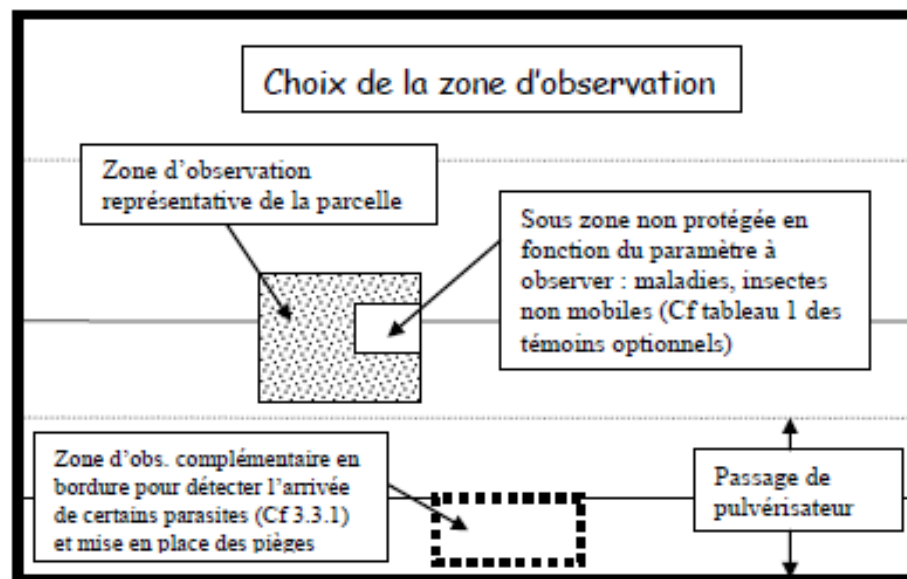 Choix de la zone d'observation
Zone d'observation
représentative de la parcelle
Sous zone non protégée en
fonction du paramètre à
observer : maladies, insectes
non mobiles (Cf tableau 1 des
témoins optionnels)
Zone d'obs. complémentaire en
bordure pour détecter l'arrivée
de certains parasites (Cf 3.3.1)
et mise en place des pièges
Passage de
pulvérisateur